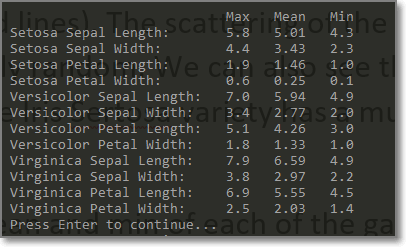 Max Mean Min
Setosa Sepal Length: 5.8 5.01 4.3
Setosa Sepal Width: 4.4 3.43 2.3
Setosa Petal Length: 1.9 1.46 1.0
Setosa Petal Width: 0.6 0.25 0.1
Versicolor Sepal Length: 7.0 5.94 4.9
Versicolor Sepal Width: 3.4 2.77 2.0
Versicolor Petal Length: 5.1 4.26 3.0
Versicolor Petal Width: 1.8 1.33 1.0
Virginica Sepal Length: 7.9 6.59 4.9
Virginica Sepal Width: 3.8 2.97 2.2
Virginica Petal Length: 6.9 5.55 4.5
Virginica Petal Width: 2.5 2.03 1.4
Press Enter to continue...